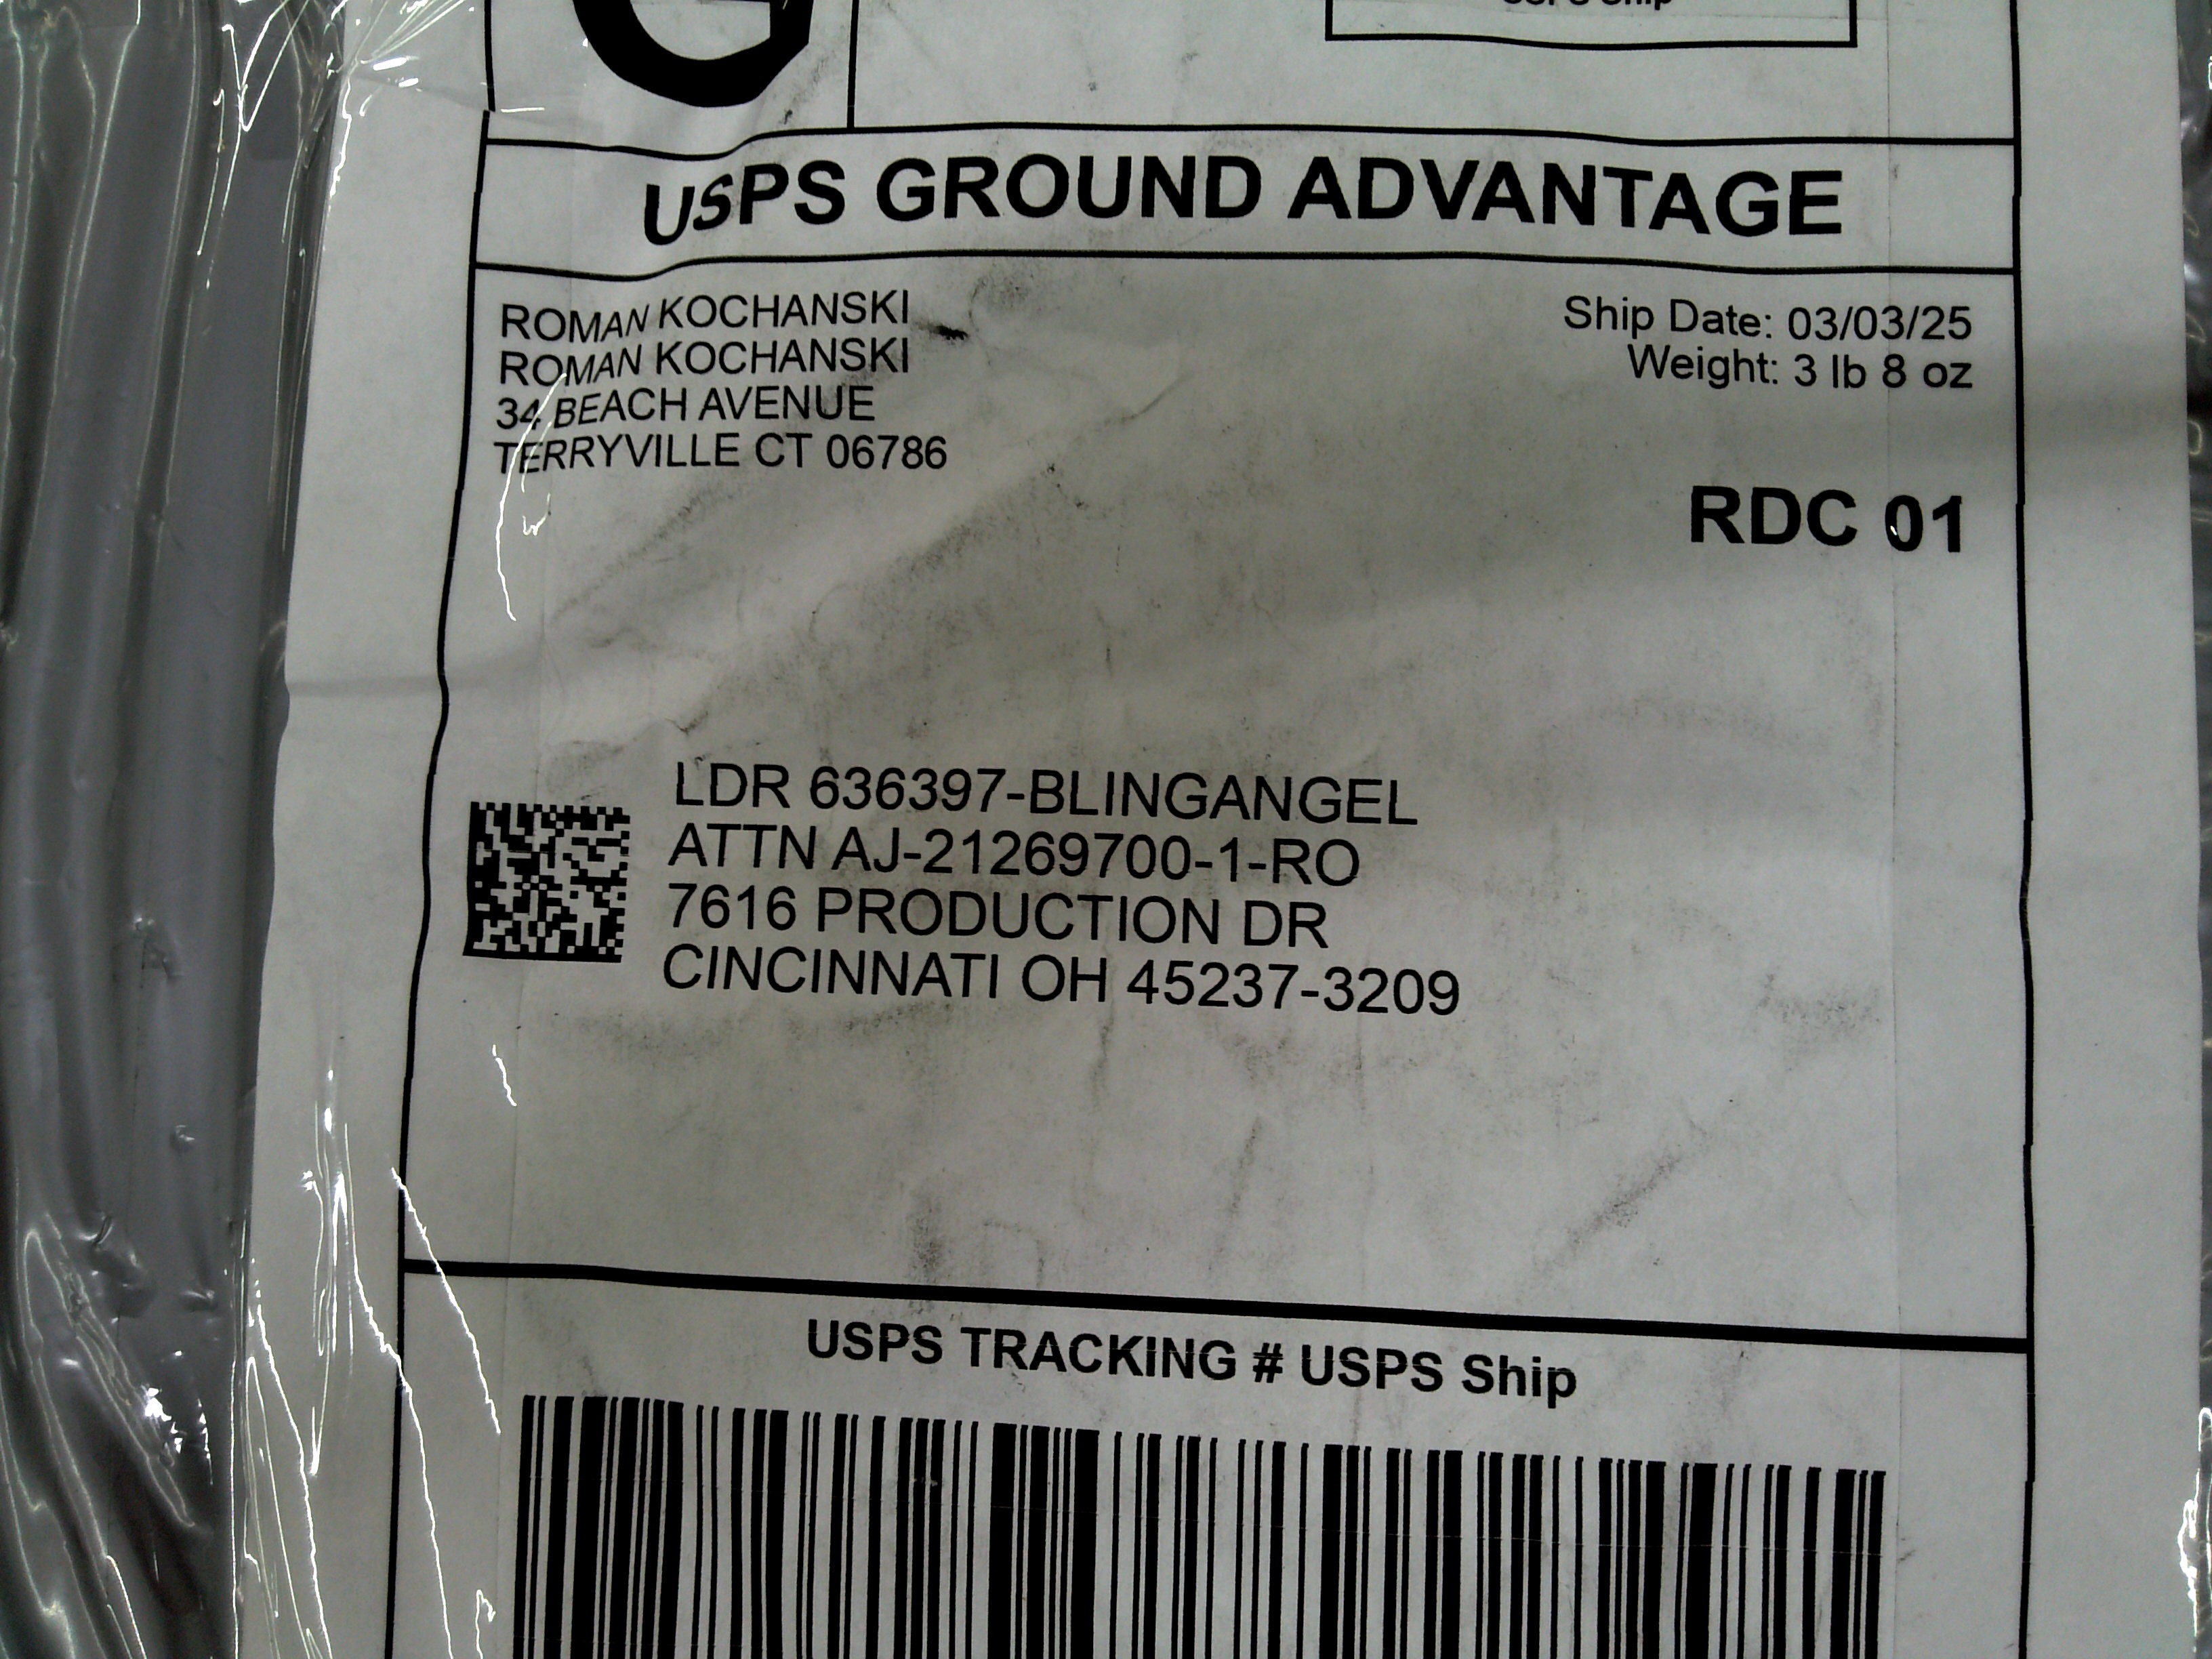 G
USPS Ship
USPS GROUND ADVANTAGE
ROMAN KOCHANSKI
ROMAN KOCHANSKI
34 BEACH AVENUE
TERRYVILLE CT 06786
Ship Date: 03/03/25
Weight: 3 lb 8 oz
RDC 01
LDR 636397-BLINGANGEL
ATTN AJ-21269700-1-RO
7616 PRODUCTION DR
CINCINNATI OH 45237-3209
USPS TRACKING # USPS Ship